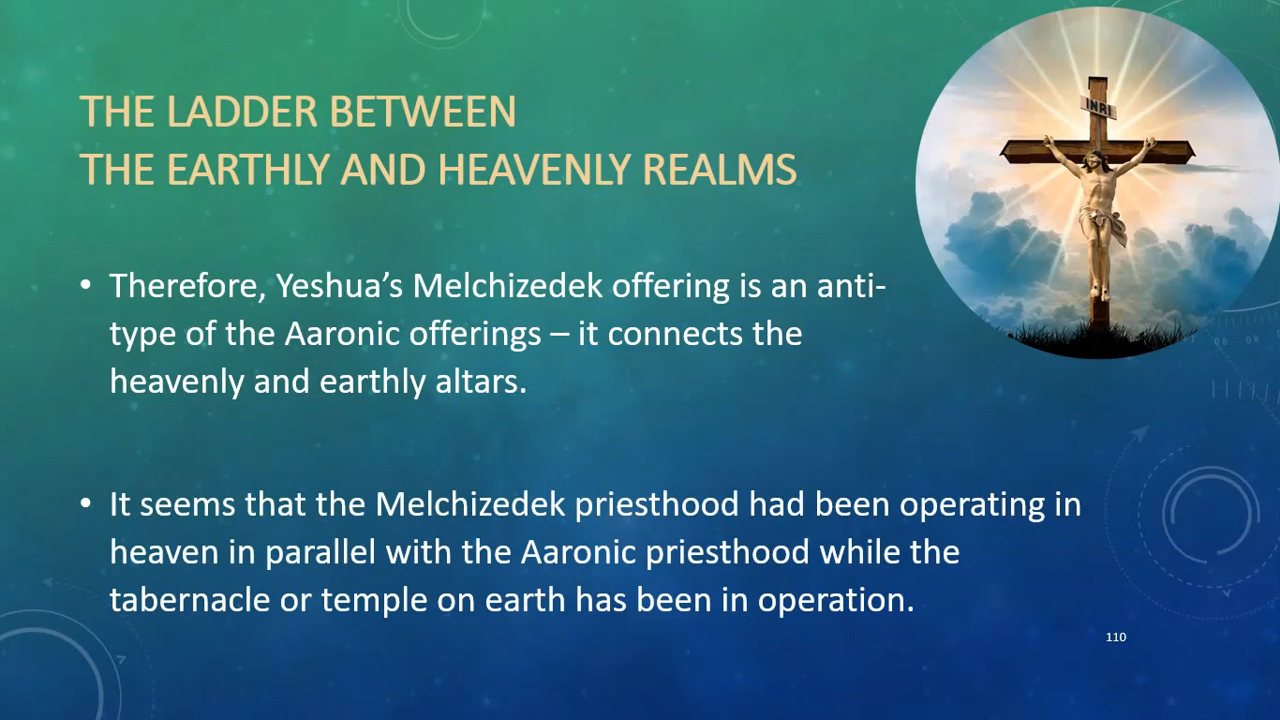 THE LADDER BETWEEN
THE EARTHLY AND HEAVENLY REALMS
INRI
• Therefore, Yeshua’s Melchizedek offering is an anti-
type of the Aaronic offerings – it connects the
heavenly and earthly altars.
• It seems that the Melchizedek priesthood had been operating in
heaven in parallel with the Aaronic priesthood while the
tabernacle or temple on earth has been in operation.
110